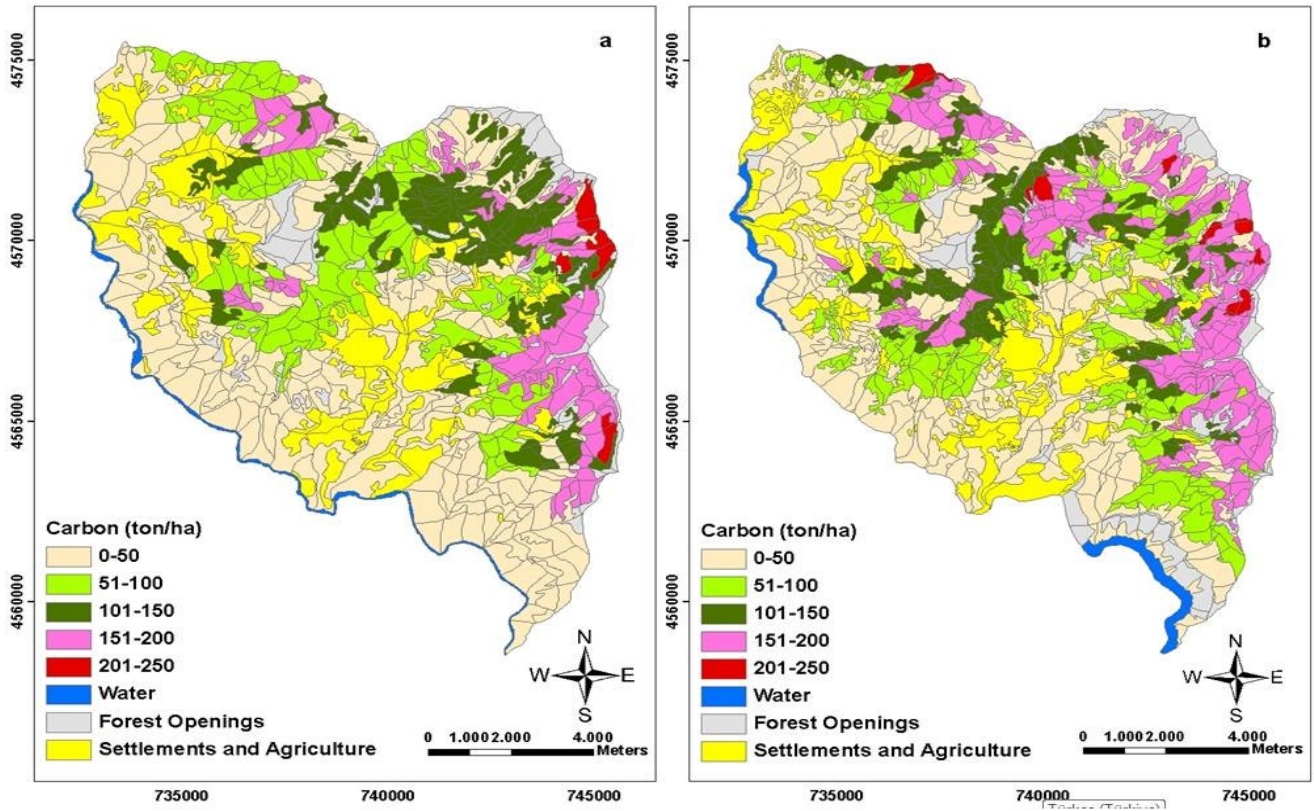 a
4575000
4570000
4565000
4560000
Carbon (ton/ha)
0-50
51-100
101-150
151-200
201-250
Water
Forest Openings
Settlements and Agriculture
N
W E
S
0 1.000 2.000 4.000
Meters
735000 740000 745000
b
4575000
4570000
4565000
4560000
Carbon (ton/ha)
0-50
51-100
101-150
151-200
201-250
Water
Forest Openings
Settlements and Agriculture
N
W E
S
0 1.000 2.000 4.000
Meters
735000 740000 745000
Türkçe (Türkiye)